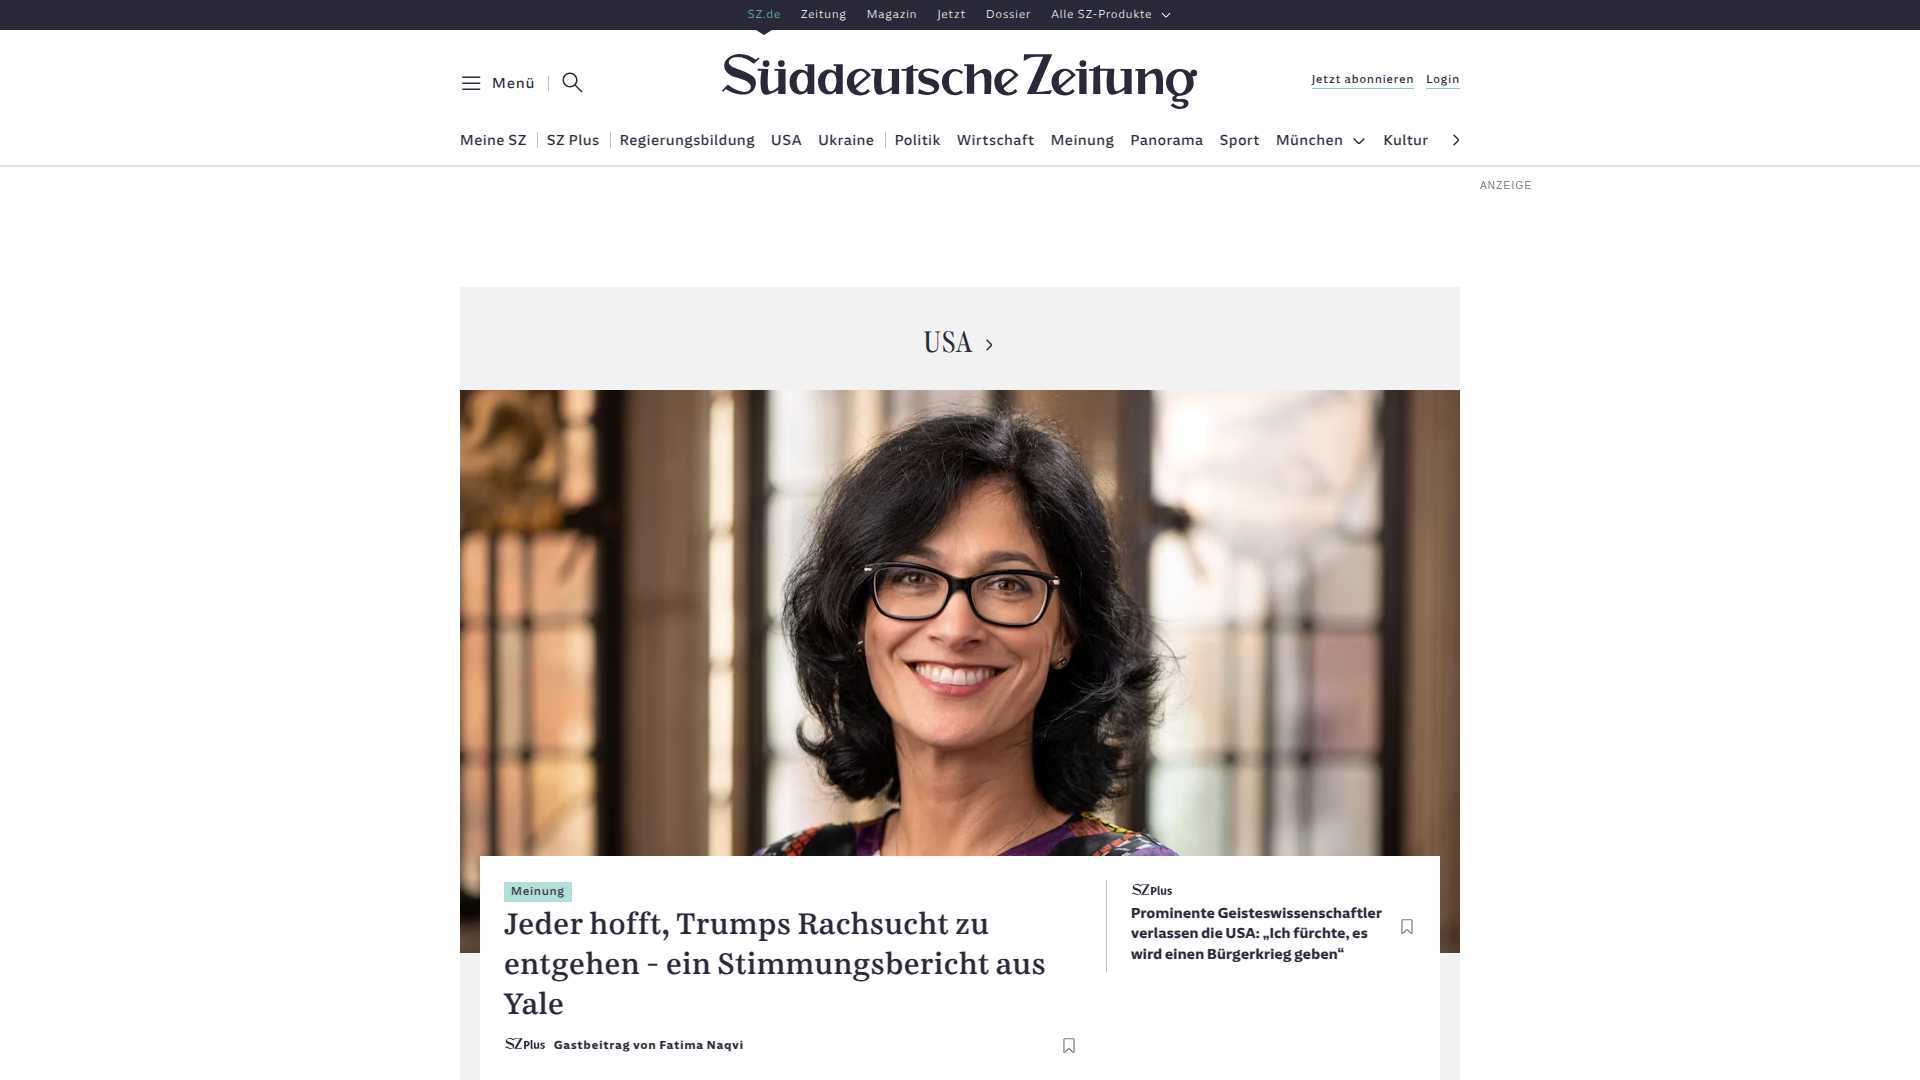 SZ.de Zeitung Magazin Jetzt Dossier Alle SZ-Produkte
Menü
Süddeutsche Zeitung
Jetzt abonnieren Login
Meine SZ SZ Plus Regierungsbildung USA Ukraine Politik Wirtschaft Meinung Panorama Sport München Kultur
ANZEIGE
USA
Meinung
Jeder hofft, Trumps Rachsucht zu
entgehen - ein Stimmungsbericht aus
Yale
SZ Plus Gastbeitrag von Fatima Naqvi
SZ Plus
Prominente Geisteswissenschaftler
verlassen die USA: „Ich fürchte, es
wird einen Bürgerkrieg geben“